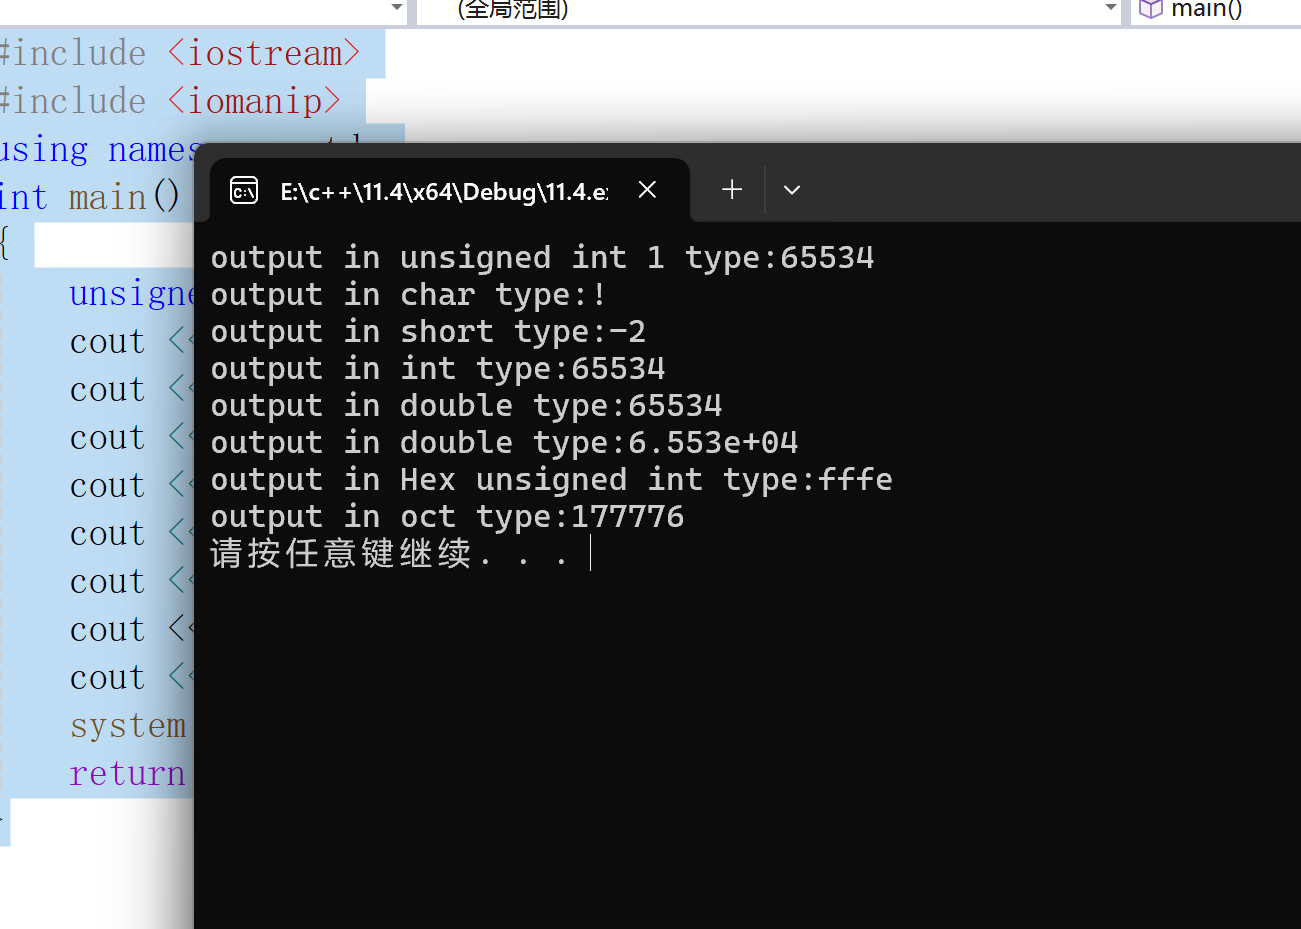 (全局范围)
main()
#include <iostream>
#include <iomanip>
using
int main()
{
cout <<
cout <<
cout <<
cout <<
cout <<
cout <<
cout <<
cout <<
system
return
E:\c++\11.4\x64\Debug\11.4.e
output in unsigned int 1 type:65534
output in char type:!
output in short type:-2
output in int type:65534
output in double type:65534
output in double type:6.553e+04
output in Hex unsigned int type:fffe
output in oct type:177776
请按任意键继续. . .